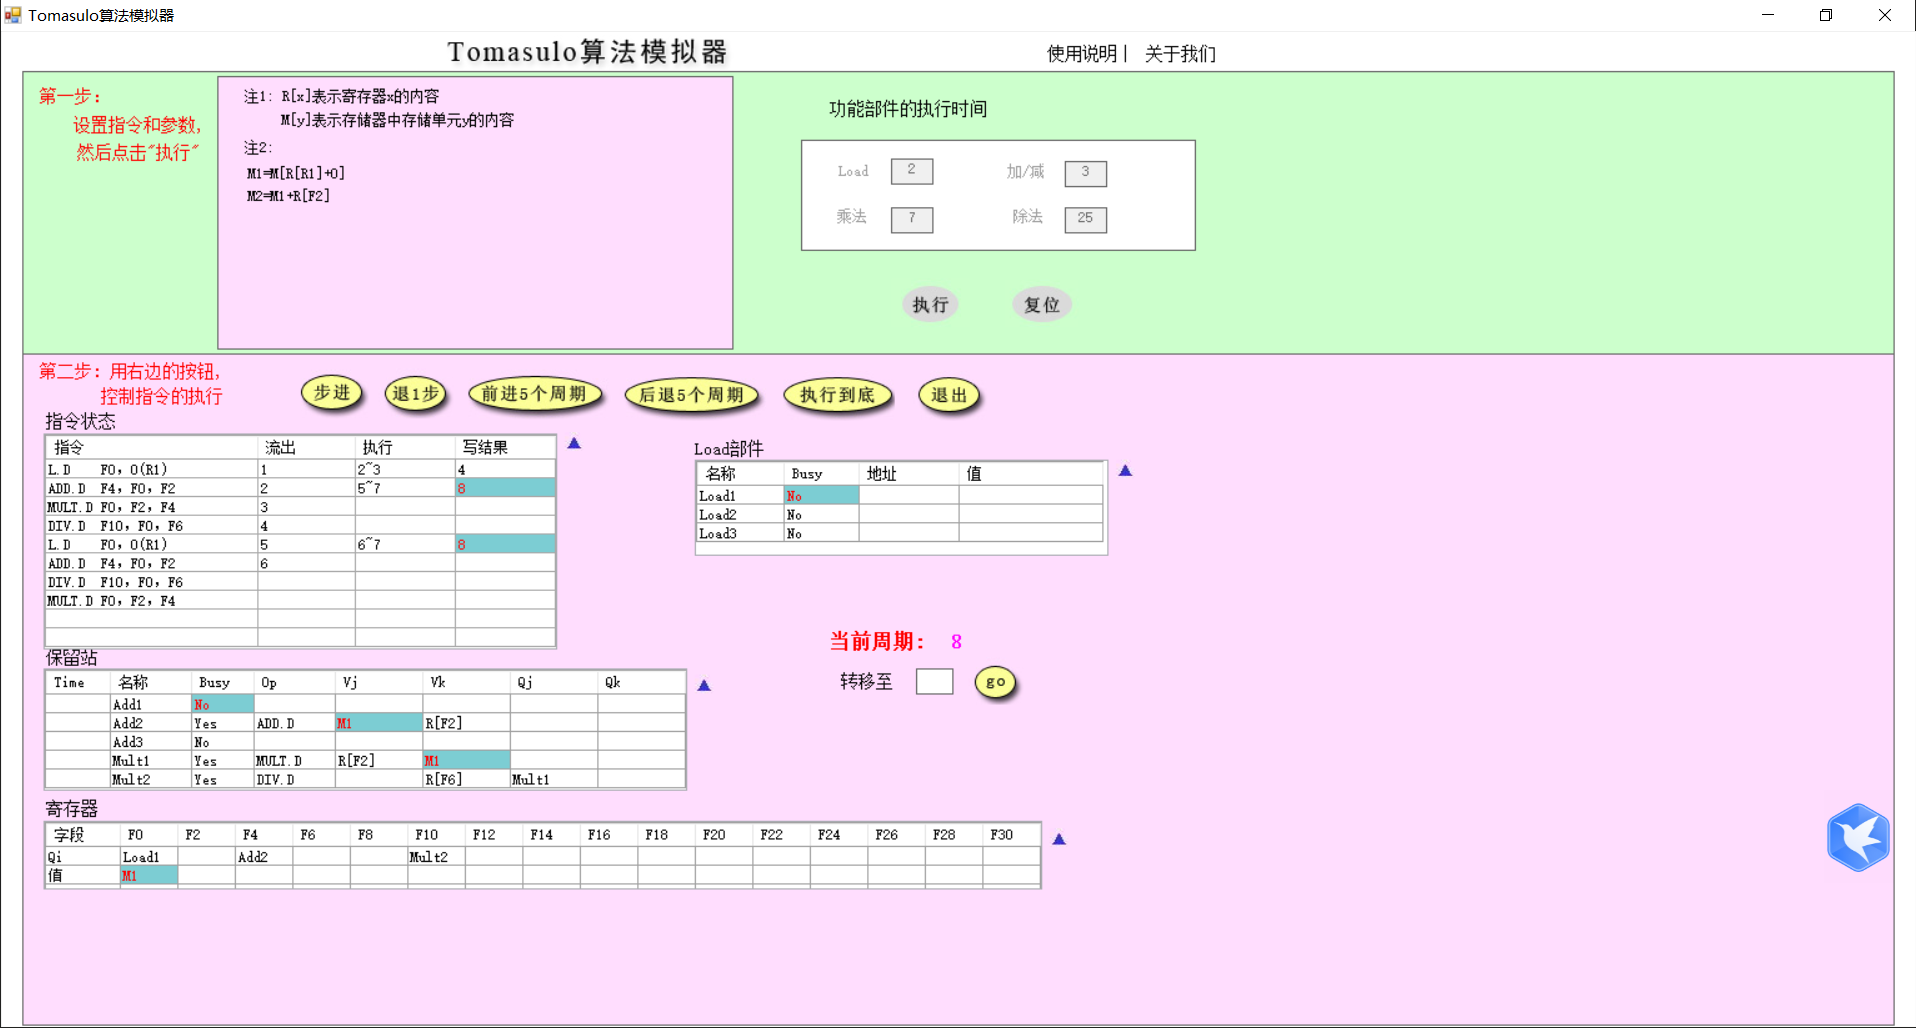 Tomasulo算法模拟器
Tomasulo算法模拟器
使用说明| 关于我们
第一步:
设置指令和参数,
然后点击"执行"
注1: R[x]表示寄存器x的内容
M[y]表示存储器中存储单元y的内容
注2:
M1=M[R[R1]+0]
M2=M1+R[F2]
功能部件的执行时间
Load 2 加/减 3
乘法 7 除法 25
执行 复位
第二步: 用右边的按钮,
控制指令的执行
步进 退1步 前进5个周期 后退5个周期 执行到底 退出
指令状态
指令 流出 执行 写结果
L.D F0, 0(R1) 1 2~3 4
ADD.D F4, F0, F2 2 5~7 8
MULT.D F0, F2, F4 3
DIV.D F10, F0, F6 4
L.D F0, 0(R1) 5 6~7 8
ADD.D F4, F0, F2 6
DIV.D F10, F0, F6
MULT.D F0, F2, F4
Load部件
名称 Busy 地址 值
Load1 No
Load2 No
Load3 No
当前周期: 8
转移至 go
保留站
Time 名称 Busy Op Vj Vk Qj Qk
Add1 No
Add2 Yes ADD.D M1 R[F2]
Add3 No
Mult1 Yes MULT.D R[F2] M1
Mult2 Yes DIV.D R[F6] Mult1
寄存器
字段 F0 F2 F4 F6 F8 F10 F12 F14 F16 F18 F20 F22 F24 F26 F28 F30
Qi Load1 Add2 Mult2
值 M1